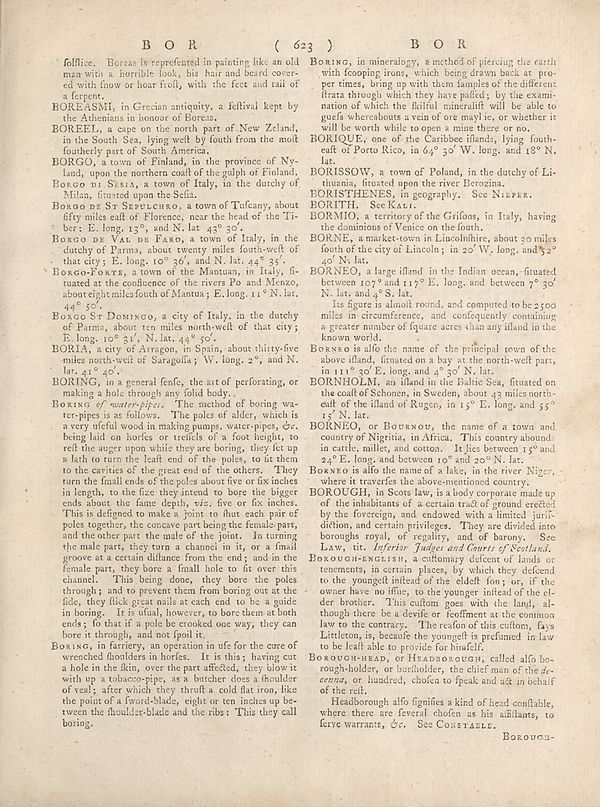 B O R ( 623 ) B O R
ſolſtice. Boreas is repreſented in painting like an old
man with a horrible look, his hair and beard cover-
ed with ſnow or hoar froſt, with the feet and tail of
a ſerpent.
BOREASMI, in Grecian antiquity, a feſtival kept by
the Athenians in honour of Boreas.
BOREEL, a cape on the north part of New Zeland,
in the South Sea, lying weſt by ſouth from the moſt
ſoutherly part of South America.
BORGO, a town of Finland, in the province of Ny-
land, upon the northern coaſt of the gulph of Finland.
BORGO DI SESIA, a town of Italy, in the dutchy of
Milan, ſituated upon the Seſia.
BORGO DE ST SEPULCHRO, a town of Tuſcany, about
fifty miles eaſt of Florence, near the head of the Ti-
ber: E. long. 13°, and N. lat. 43° 30′.
BORGO DE VAL DE FARO, a town of Italy, in the
dutchy of Parma, about twenty miles ſouth-weſt of
that city; E. long. 10° 36′, and N. lat. 44° 35′.
BORGO-FORTE, a town of the Mantuan, in Italy, ſi-
tuated at the confluence of the rivers Po and Menzo,
about eight miles ſouth of Mantua; E. long. 11° N. lat.
44° 50′.
BORGO ST DOMINGO, a city of Italy, in the dutchy
of Parma, about ten miles north-weſt of that city;
E. long. 10° 31′, N. lat. 44° 50′.
BORIA, a city of Arragon, in Spain, about thirty-five
miles north-weſt of Saragoſſa; W. long. 2°, and N.
lat. 41° 40′.
BORING, in a general ſenſe, the art of perforating, or
making a hole through any ſolid body.
BORING of water-pipes. The method of boring wa-
ter-pipes is as follows. The poles of alder, which is
a very uſeful wood in making pumps, water-pipes, &c.
being laid on horſes or treſſels of a foot height, to
reſt the auger upon while they are boring, they ſet up
a lath to turn the leaſt end of the poles, to fit them
to the cavities of the great end of the others. They
turn the ſmall ends of the poles about five or ſix inches
in length, to the ſize they intend to bore the bigger
ends about the ſame depth, viz. five or ſix inches.
This is deſigned to make a joint to ſhut each pair of
poles together, the concave part being the female part,
and the other part the male of the joint. In turning
the male part, they turn a channel in it, or a ſmall
groove at a certain diſtance from the end; and in the
female part, they bore a ſmall hole to fit over this
channel. This being done, they bore the poles
through; and to prevent them from boring out at the
ſide, they ſtick great nails at each end to be a guide
in boring. It is uſual, however, to bore them at both
ends; ſo that if a pole be crooked one way, they can
bore it through, and not ſpoil it.
BORING, in farriery, an operation in uſe for the cure of
wrenched ſhoulders in horſes. It is this; having cut
a hole in the ſkin, over the part affected, they blow it
with up a tobacco-pipe, as a butcher does a ſhoulder
of veal; after which they thruſt a cold flat iron, like
the point of a ſword-blade, eight or ten inches up be-
tween the ſhoulder-blade and the ribs: This they call
boring.
BORING, in mineralogy, a method of piercing the earth
with ſcooping irons, which being drawn back at pro-
per times, bring up with them ſamples of the different
ſtrata through which they have paſſed; by the exami-
nation of which the ſkilful mineraliſt will be able to
gueſs whereabouts a vein of ore may lie, or whether it
will be worth while to open a mine there or no.
BORIQUE, one of the Caribbee iſlands, lying ſouth-
eaſt of Porto Rico, in 64° 30′ W. long. and 18° N.
lat.
BORISSOW, a town of Poland, in the dutchy of Li-
thuania, ſituated upon the river Berozina.
BORISTHENES, in geography. See NIEPER.
BORITH. See KALI.
BORMIO, a territory of the Griſons, in Italy, having
the dominions of Venice on the ſouth.
BORNE, a market-town in Lincolnſhire, about 30 miles
ſouth of the city of Lincoln; in 20′ W. long. and 52°
40′ N. lat.
BORNEO, a large iſland in the Indian ocean, ſituated
between 107° and 117° E. long. and between 7° 30′
N. lat. and 4° S. lat.
Its figure is almoſt round, and computed to be 2500
miles in circumference, and conſequently containing
a greater number of ſquare acres than any iſland in the
known world.
BORNEO is alſo the name of the principal town of the
above iſland, ſituated on a bay at the north-weſt part,
in 111° 30′ E. long. and 4° 30′ N. lat.
BORNHOLM, an iſland in the Baltic Sea, ſituated on
the coaſt of Schonen, in Sweden, about 43 miles north-
eaſt of the iſland of Rugen, in 15° E. long. and 55°
15′ N. lat.
BORNEO, or BOURNOU, the name of a town and
country of Nigritia, in Africa. This country abounds
in cattle, millet, and cotton. It lies between 15° and
24° E. long. and between 10° and 20° N. lat.
BORNEO is alſo the name of a lake, in the river Niger,
where it traverſes the above-mentioned country.
BOROUGH, in Scots law, is a body corporate made up
of the inhabitants of a certain tract of ground erected
by the ſovereign, and endowed with a limited juriſ-
diction, and certain privileges. They are divided into
boroughs royal, of regality, and of barony. See
LAW, tit. Inferior Judges and Courts of Scotland.
BOROUGH-ENGLISH, a cuſtomary deſcent of lands or
tenements, in certain places, by which they deſcend
to the youngeſt inſtead of the eldeſt ſon; or, if the
owner have no iſſue, to the younger inſtead of the el-
der brother. This cuſtom goes with the land, al-
though there be a deviſe or feoffment at the common
law to the contrary. The reaſon of this cuſtom, ſays
Littleton, is, becauſe the youngeſt is preſumed in law
to be leaſt able to provide for himſelf.
BOROUGH-HEAD, or HEADBOROUGH, called alſo bo-
rough-holder, or burſholder, the chief man of the de-
cenna, or hundred, choſen to ſpeak and act in behalf
of the reſt.
Headborough alſo ſignifies a kind of head conſtable,
where there are ſeveral choſen as his aſſiſtants, to
ſerve warrants, &c. See CONSTABLE.
BOROUGH-